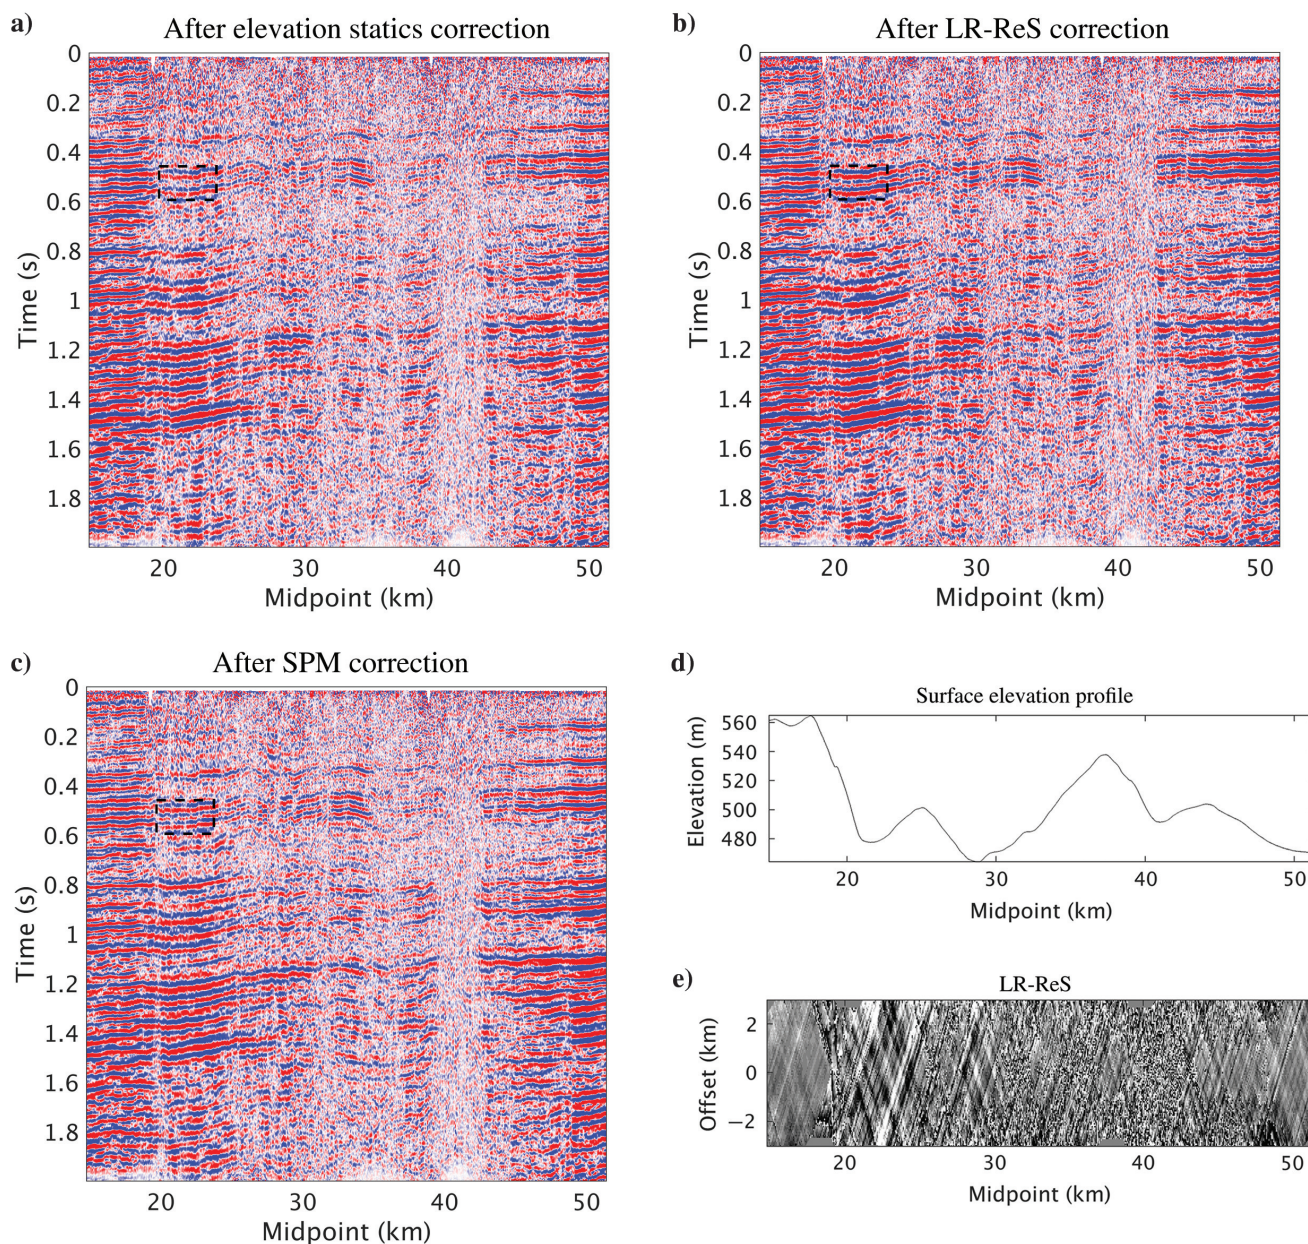 a)
After elevation statics correction
0
0.2
0.4
0.6
0.8
1
1.2
1.4
1.6
1.8
Time (s)
20
30
40
50
Midpoint (km)
b)
After LR-ReS correction
0
0.2
0.4
0.6
0.8
1
1.2
1.4
1.6
1.8
Time (s)
20
30
40
50
Midpoint (km)
c)
After SPM correction
0
0.2
0.4
0.6
0.8
1
1.2
1.4
1.6
1.8
Time (s)
20
30
40
50
Midpoint (km)
d)
Surface elevation profile
560
540
520
500
480
Elevation (m)
20
30
40
50
Midpoint (km)
e)
LR-ReS
2
0
−2
Offset (km)
20
30
40
50
Midpoint (km)